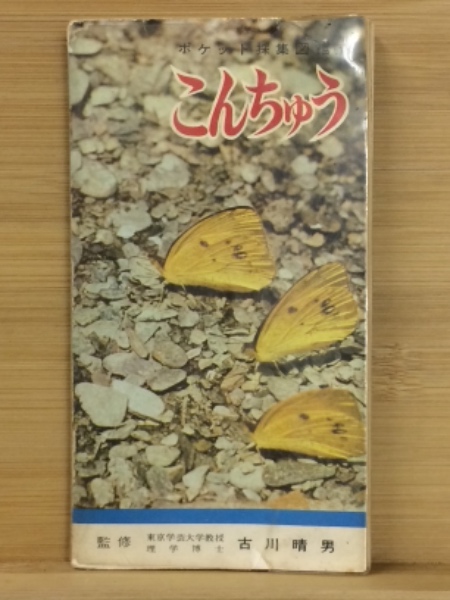 ポケット採集図鑑
こんちゅう
監修 東京学芸大学教授 理学博士 古川晴男